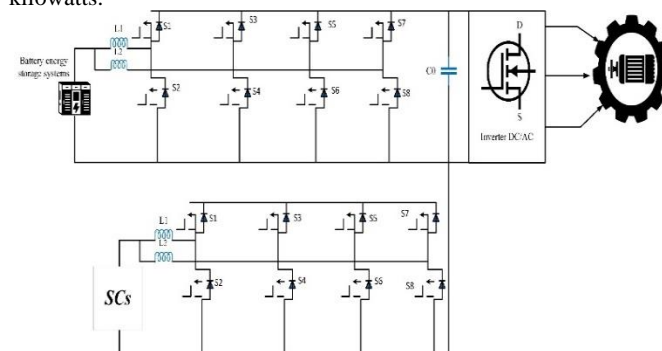 kilowatts.
L1
S1
S3
S5
S7
L2
Battery energy
storage systems
C0
D
S2
S4
S6
S8
S
Inverter DC/AC
L1
S1
S3
S5
S7
L2
SCs
S2
S4
S6
S8